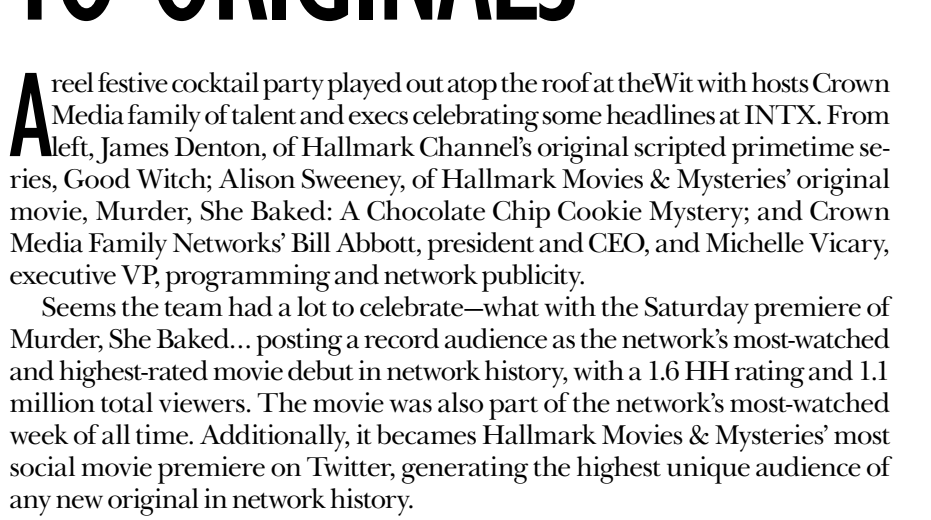 TO ORIGINALS
A reel festive cocktail party played out atop the roof at theWit with hosts Crown
Media family of talent and execs celebrating some headlines at INTX. From
left, James Denton, of Hallmark Channel's original scripted primetime se-
ries, Good Witch; Alison Sweeney, of Hallmark Movies & Mysteries' original
movie, Murder, She Baked: A Chocolate Chip Cookie Mystery; and Crown
Media Family Networks' Bill Abbott, president and CEO, and Michelle Vicary,
executive VP, programming and network publicity.
Seems the team had a lot to celebrate—what with the Saturday premiere of
Murder, She Baked… posting a record audience as the network's most-watched
and highest-rated movie debut in network history, with a 1.6 HH rating and 1.1
million total viewers. The movie was also part of the network's most-watched
week of all time. Additionally, it becames Hallmark Movies & Mysteries' most
social movie premiere on Twitter, generating the highest unique audience of
any new original in network history.